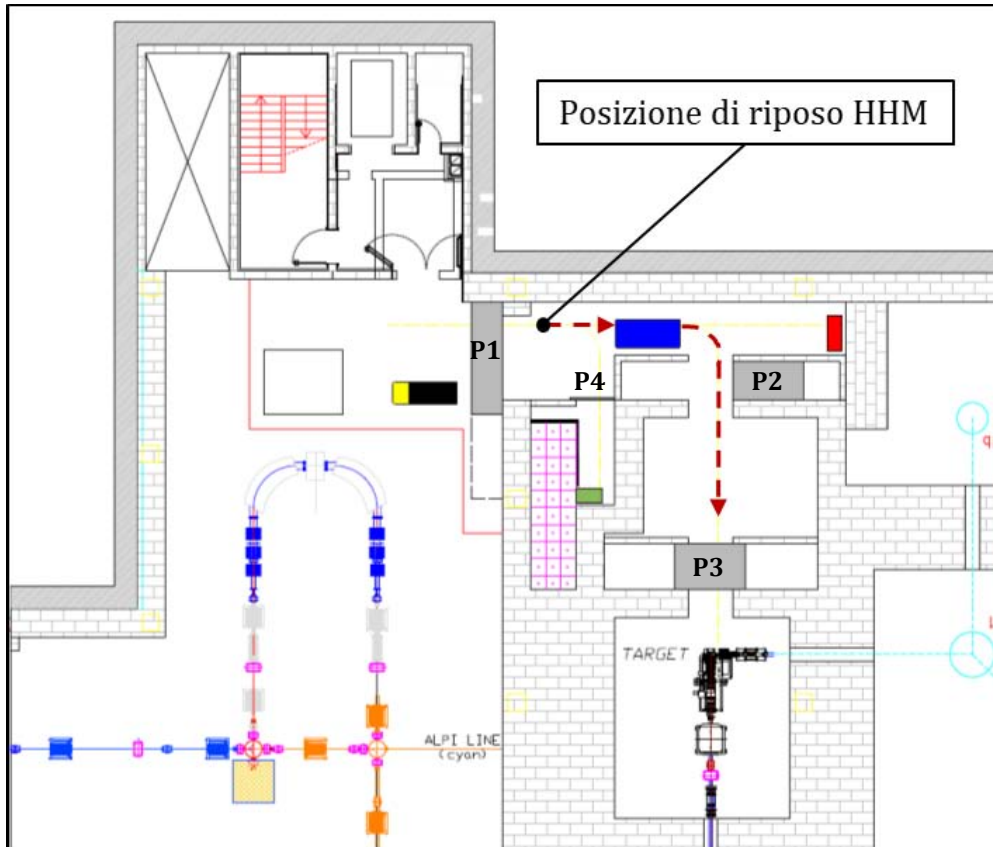 Posizione di riposo HHM
P1
P2
P4
P3
TARGET
ALPI LINE
(cyan)